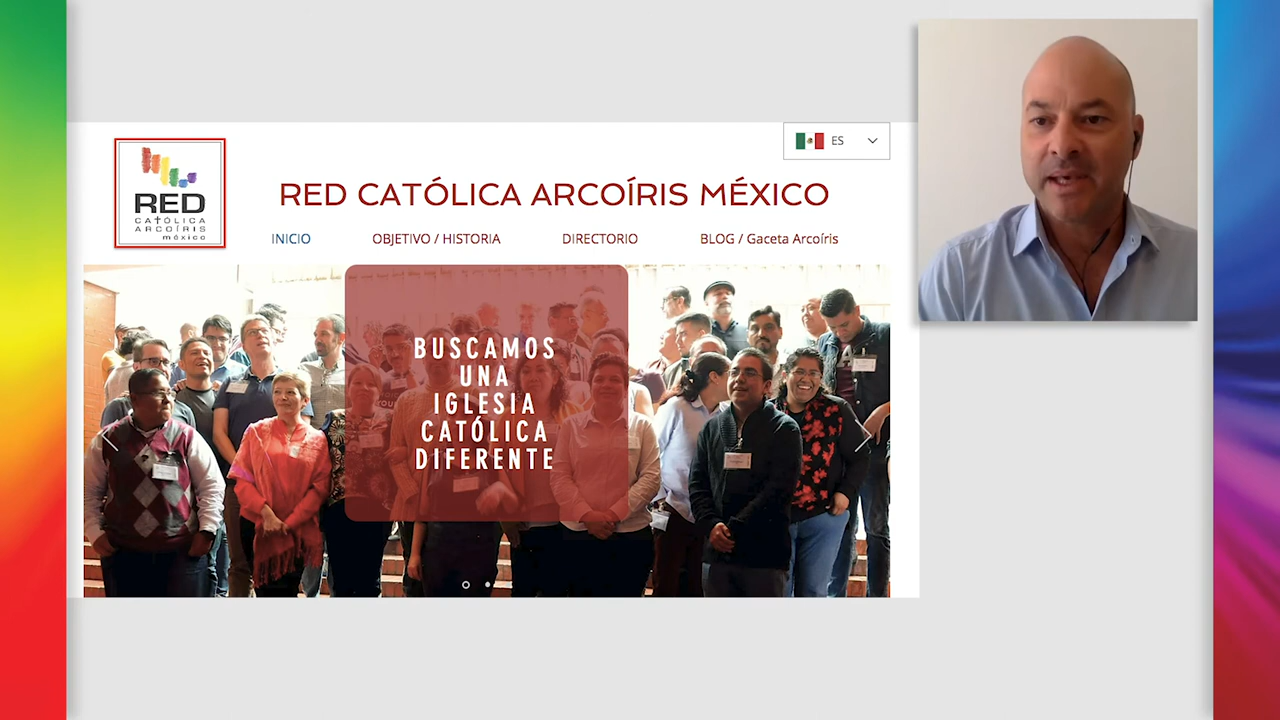 RED
CATÓLICA
ARCOÍRIS
méxico
ES
RED CATÓLICA ARCOÍRIS MÉXICO
INICIO
OBJETIVO / HISTORIA
DIRECTORIO
BLOG / Gaceta Arcoíris
BUSCAMOS
UNA
IGLESIA
CATÓLICA
DIFERENTE